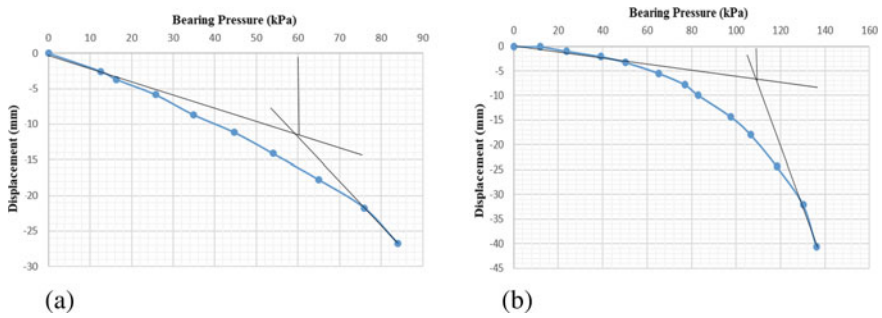 Bearing Pressure (kPa)
0 10 20 30 40 50 60 70 80 90
Displacement (mm)
0
-5
-10
-15
-20
-25
-30
(a)
Bearing Pressure (kPa)
0 20 40 60 80 100 120 140 160
Displacement (mm)
0
-5
-10
-15
-20
-25
-30
-35
-40
-45
(b)